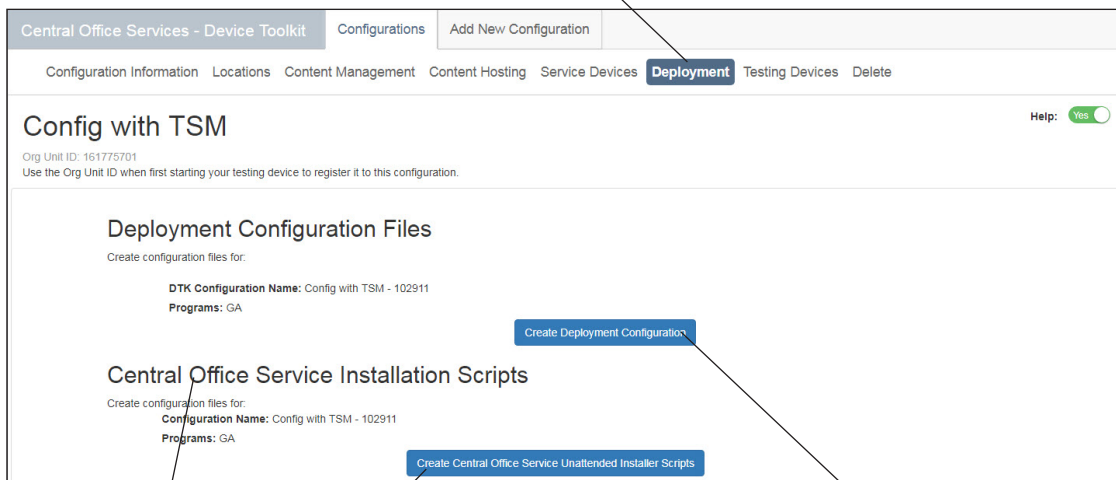 Central Office Services - Device Toolkit Configurations Add New Configuration
Configuration Information Locations Content Management Content Hosting Service Devices Deployment Testing Devices Delete
Config with TSM
Help: Yes
Org Unit ID: 161775701
Use the Org Unit ID when first starting your testing device to register it to this configuration.
Deployment Configuration Files
Create configuration files for:
DTK Configuration Name: Config with TSM - 102911
Programs: GA
Create Deployment Configuration
Central Office Service Installation Scripts
Create configuration files for:
Configuration Name: Config with TSM - 102911
Programs: GA
Create Central Office Service Unattended Installer Scripts